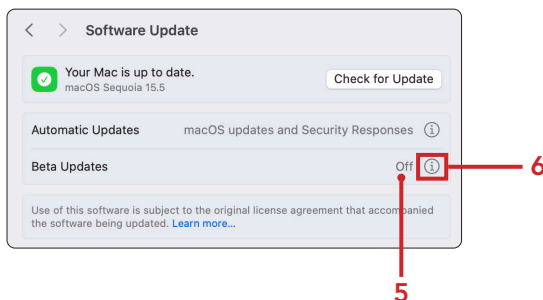 Software Update
Your Mac is up to date.
macOS Sequoia 15.5
Check for Update
Automatic Updates macOS updates and Security Responses
Beta Updates Off
6
Use of this software is subject to the original license agreement that accompanied
the software being updated. Learn more...
5